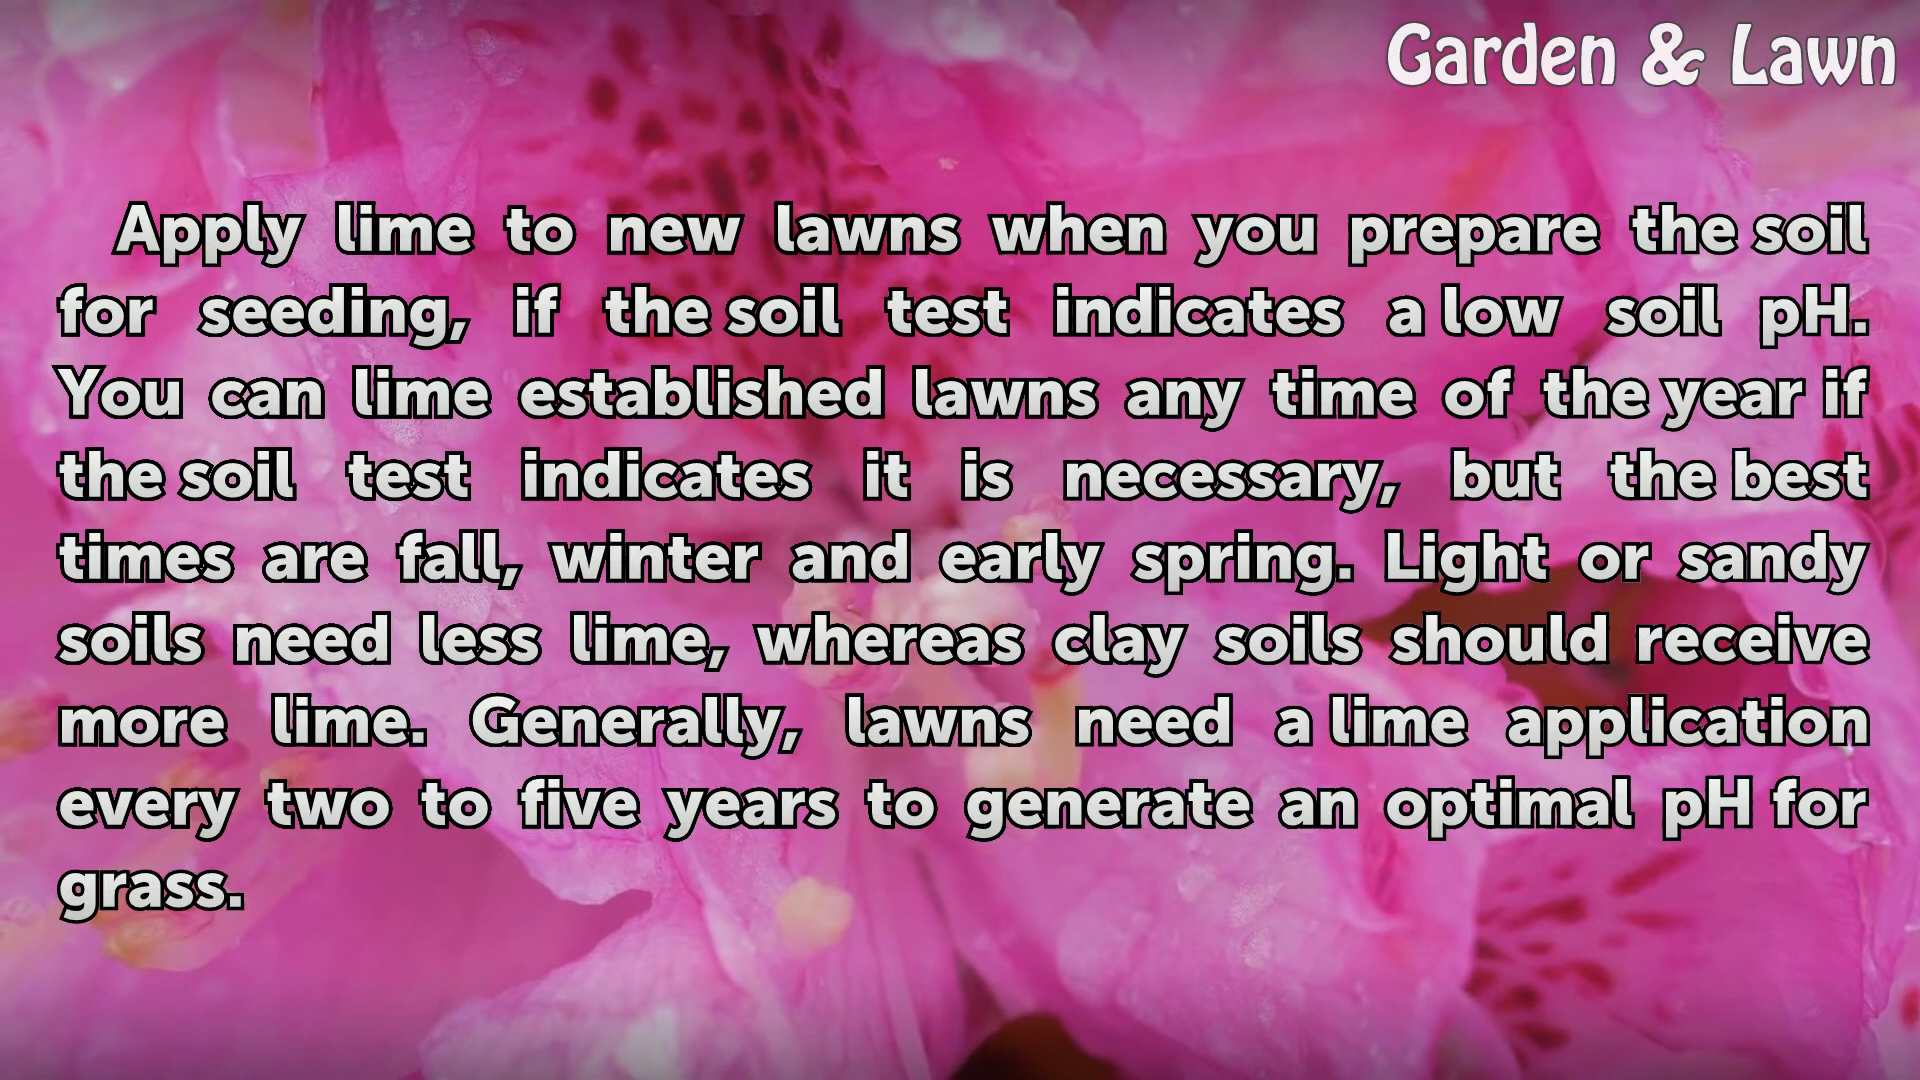 Garden & Lawn
Apply lime to new lawns when you prepare the soil
for seeding, if the soil test indicates a low soil pH.
You can lime established lawns any time of the year if
the soil test indicates it is necessary, but the best
times are fall, winter and early spring. Light or sandy
soils need less lime, whereas clay soils should receive
more lime. Generally, lawns need a lime application
every two to five years to generate an optimal pH for
grass.